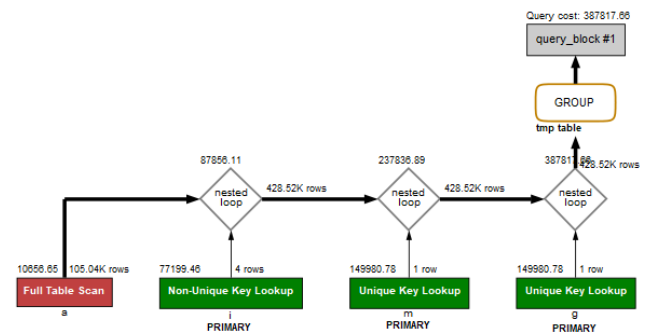 Query cost: 387817.66
query_block #1
GROUP
tmp table
87856.11
237836.89
387817.66
428.52K rows
nested
loop
428.52K rows
nested
loop
428.52K rows
nested
loop
10656.65
105.04K rows
77199.46
4 rows
149980.78
1 row
149980.78
1 row
Full Table Scan
Non-Unique Key Lookup
Unique Key Lookup
Unique Key Lookup
a
i
m
g
PRIMARY
PRIMARY
PRIMARY